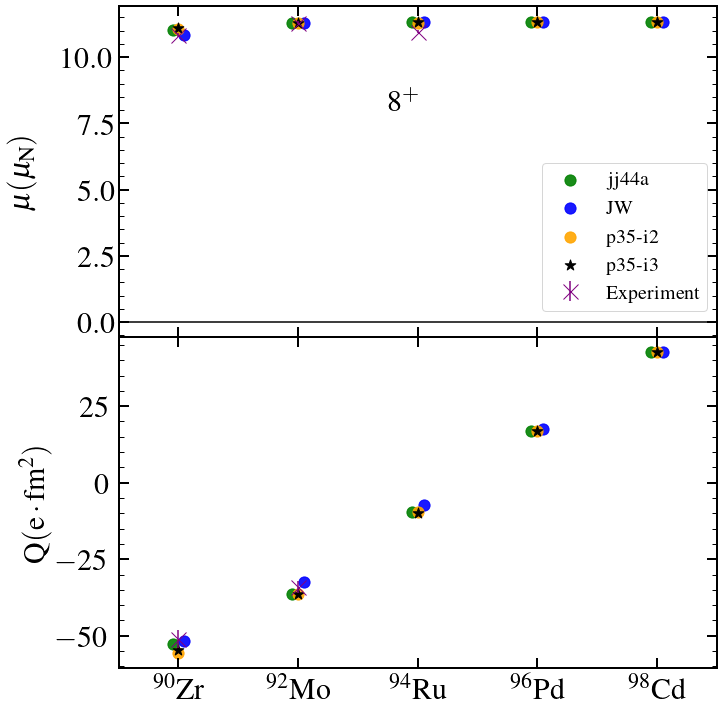 10.0
7.5
5.0
2.5
0.0
μ(μ_N)
8⁺
jj44a
JW
p35-i2
p35-i3
Experiment
25
0
−25
−50
Q(e·fm²)
⁹⁰Zr ⁹²Mo ⁹⁴Ru ⁹⁶Pd ⁹⁸Cd